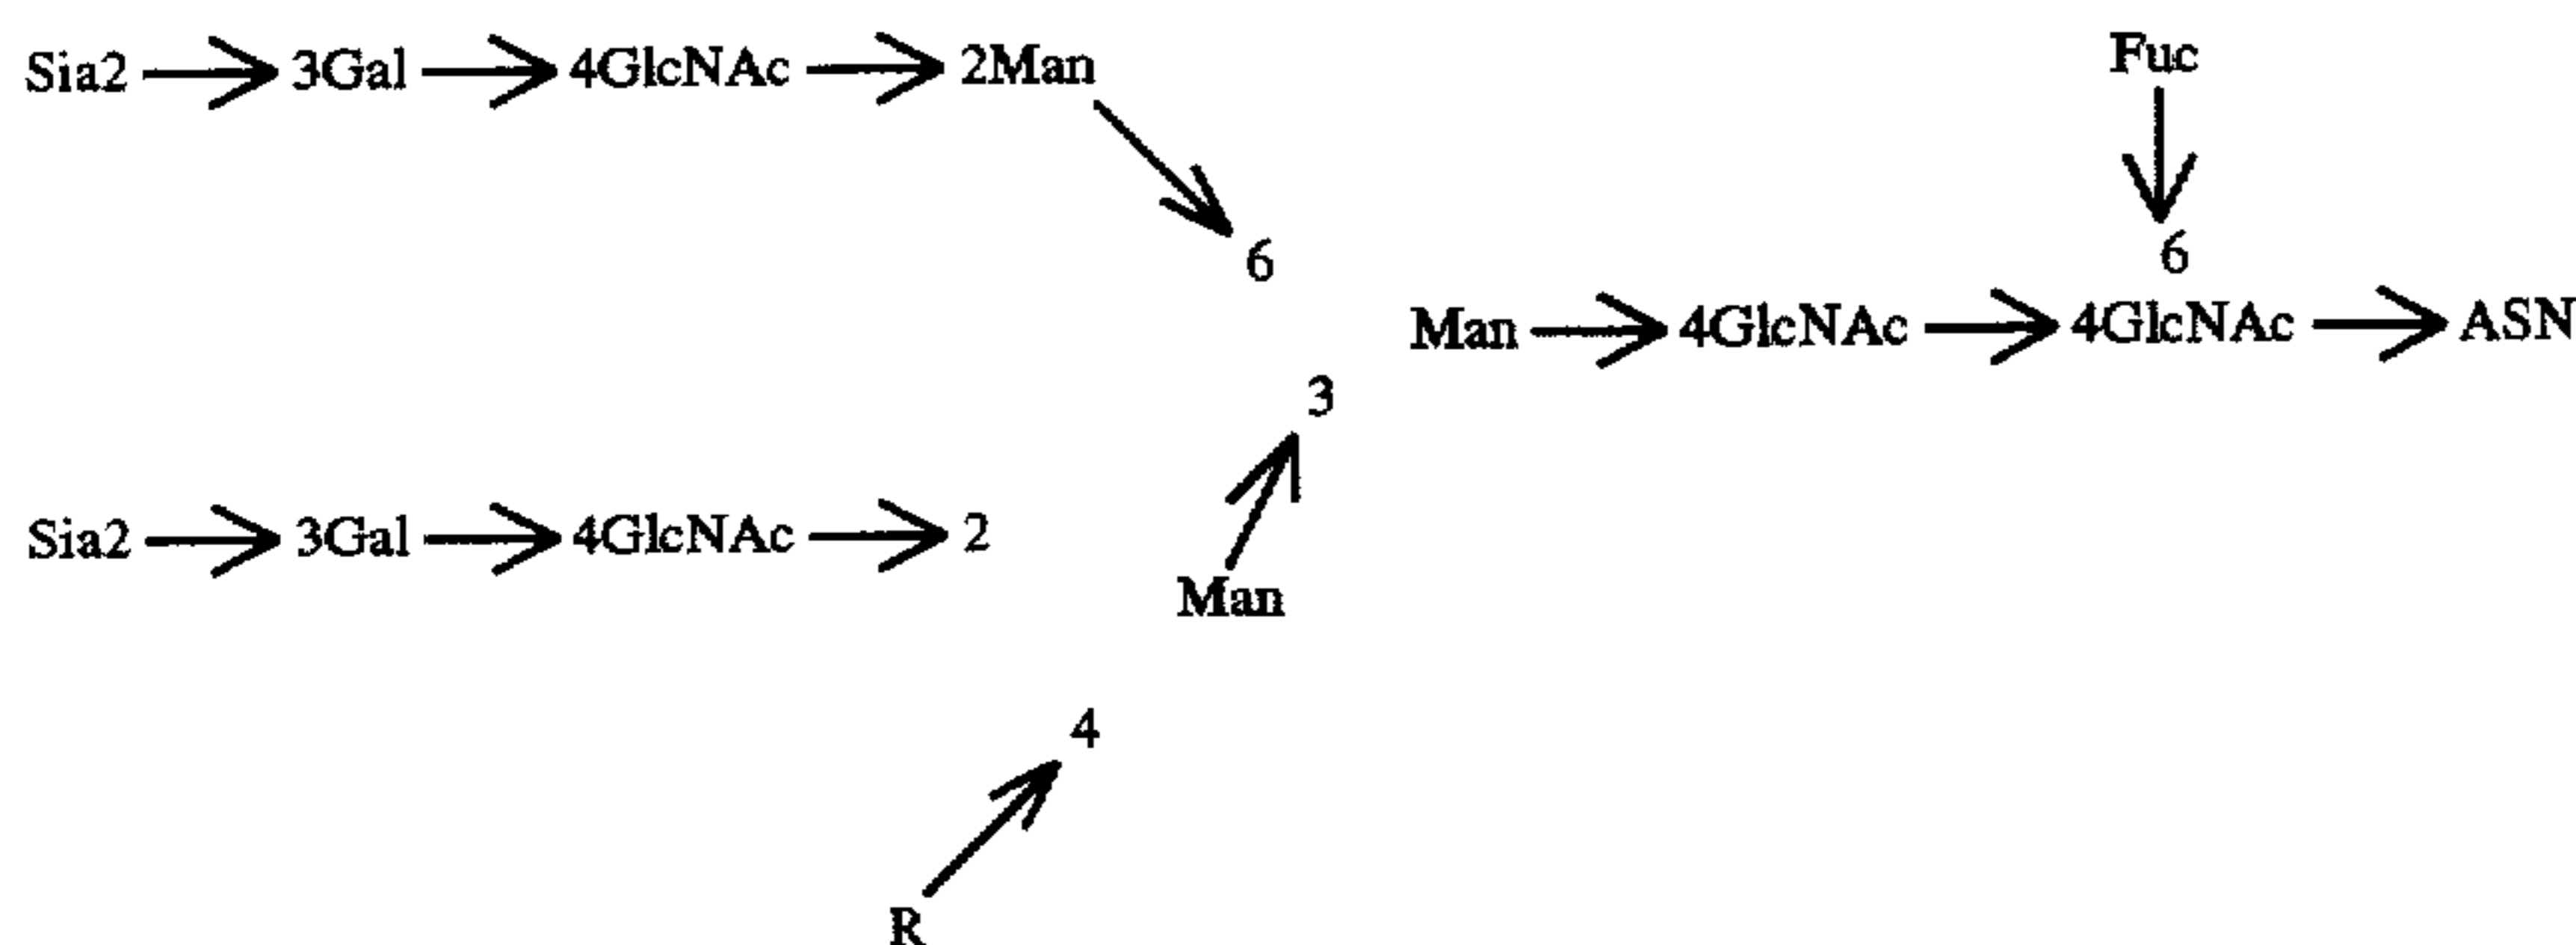 Sia2 3Gal 4GlcNAc 2Man Fuc
6 6
Man 4GlcNAc 4GlcNAc ASN
3
Sia2 3Gal 4GlcNAc 2
Man
4
R